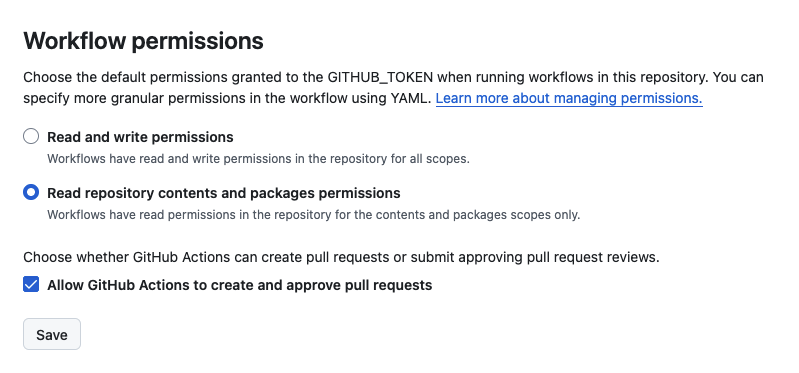 Workflow permissions
Choose the default permissions granted to the GITHUB_TOKEN when running workflows in this repository. You can
specify more granular permissions in the workflow using YAML. Learn more about managing permissions.
Read and write permissions
Workflows have read and write permissions in the repository for all scopes.
Read repository contents and packages permissions
Workflows have read permissions in the repository for the contents and packages scopes only.
Choose whether GitHub Actions can create pull requests or submit approving pull request reviews.
Allow GitHub Actions to create and approve pull requests
Save